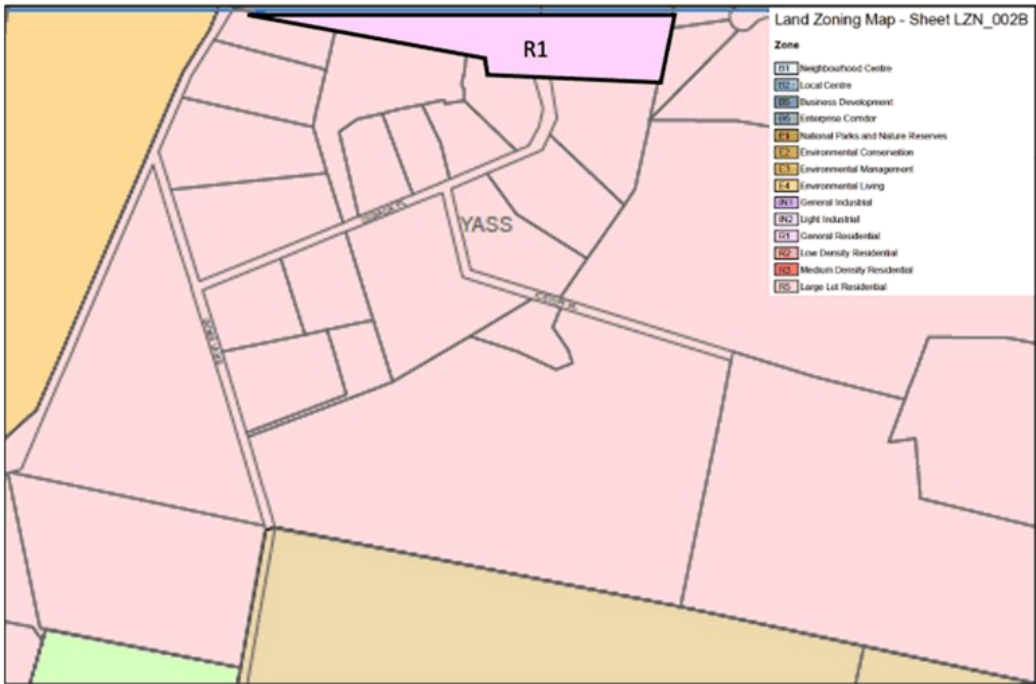 Land Zoning Map - Sheet LZN_002B
Zone
B1 Neighbourhood Centre
B2 Local Centre
B5 Business Development
B6 Enterprise Corridor
E1 National Parks and Nature Reserves
E2 Environmental Conservation
E3 Environmental Management
E4 Environmental Living
IN1 General Industrial
IN2 Light Industrial
R1 General Residential
R2 Low Density Residential
R3 Medium Density Residential
R5 Large Lot Residential
R1
YASS